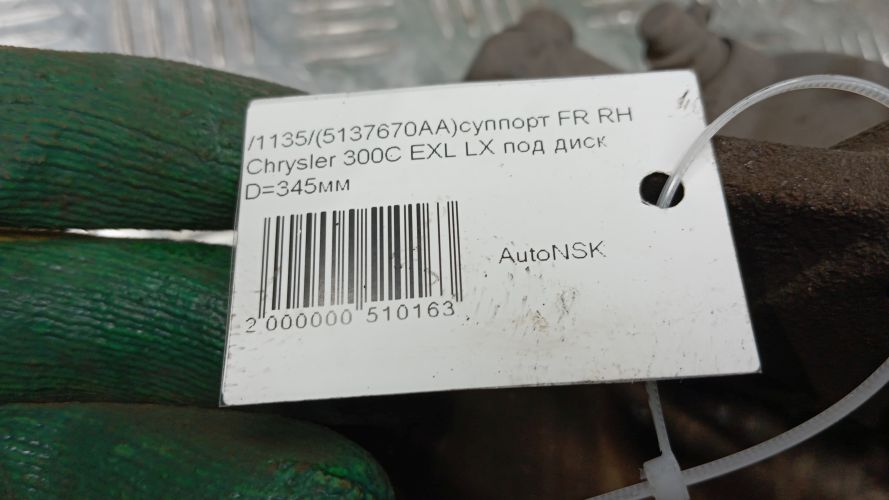 /1135/(5137670AA)суппорт FR RH
Chrysler 300C EXL LX под диск
D=345мм
AutoNSK
2 000000 510163